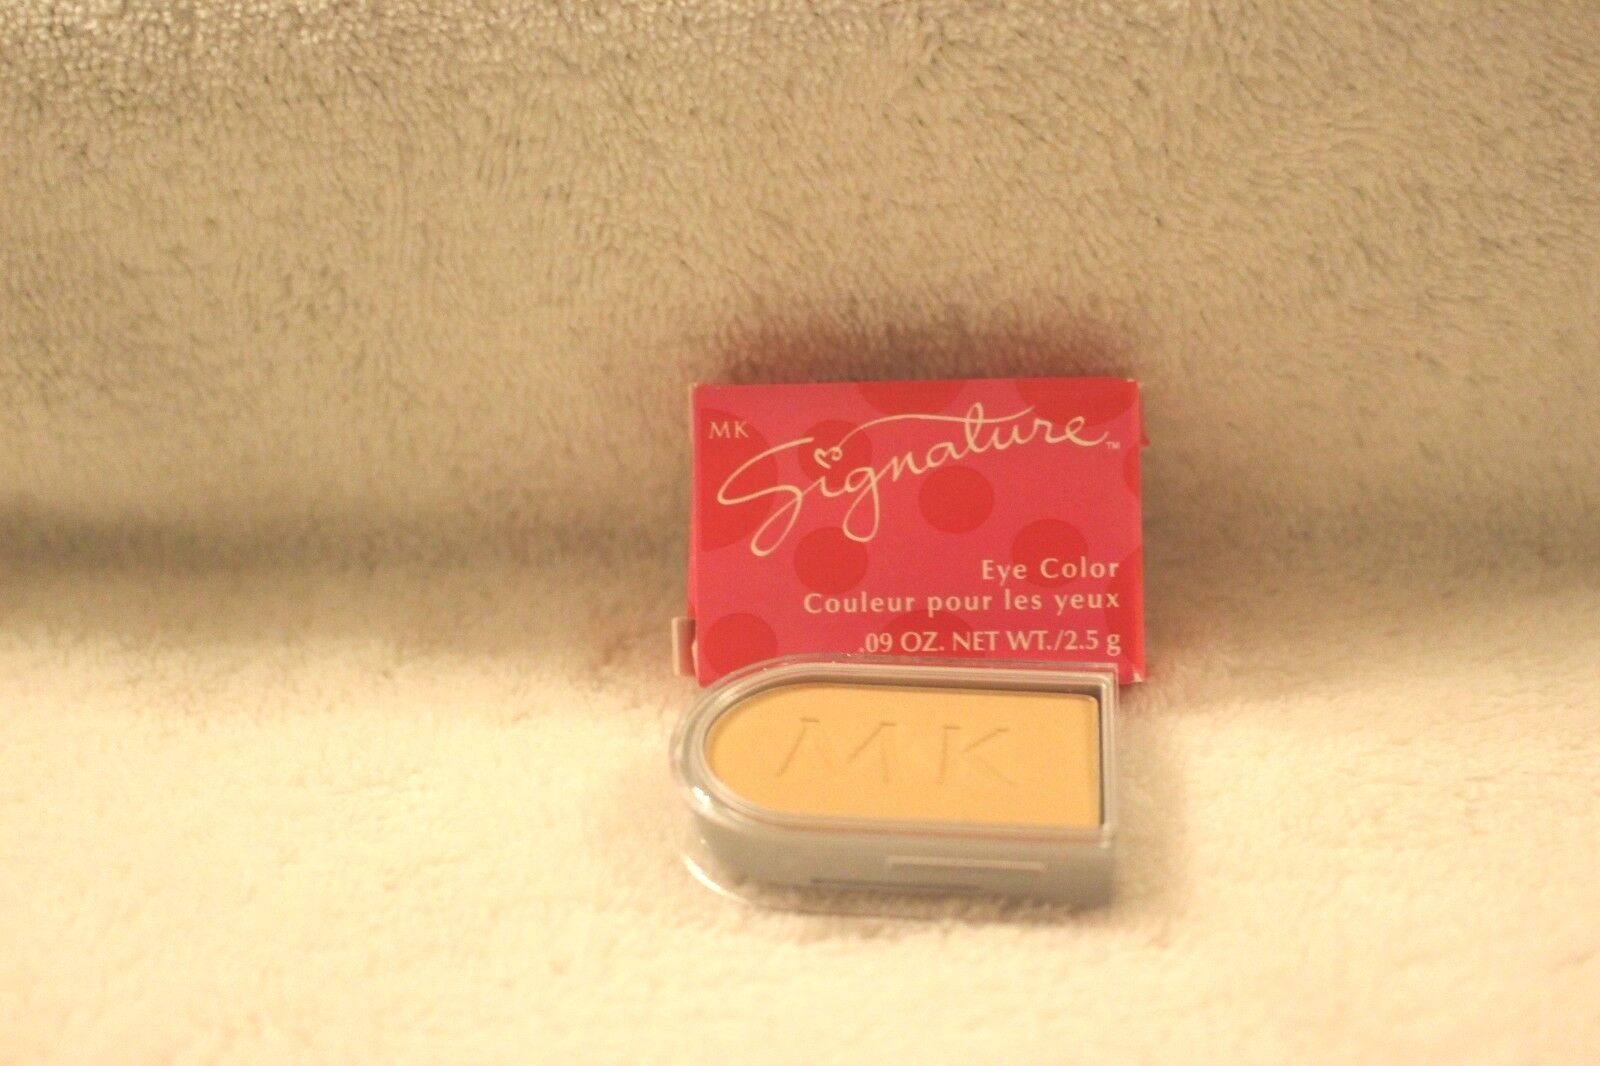 MK
Signature™
Eye Color
Couleur pour les yeux
.09 OZ. NET WT./2.5 g
MK